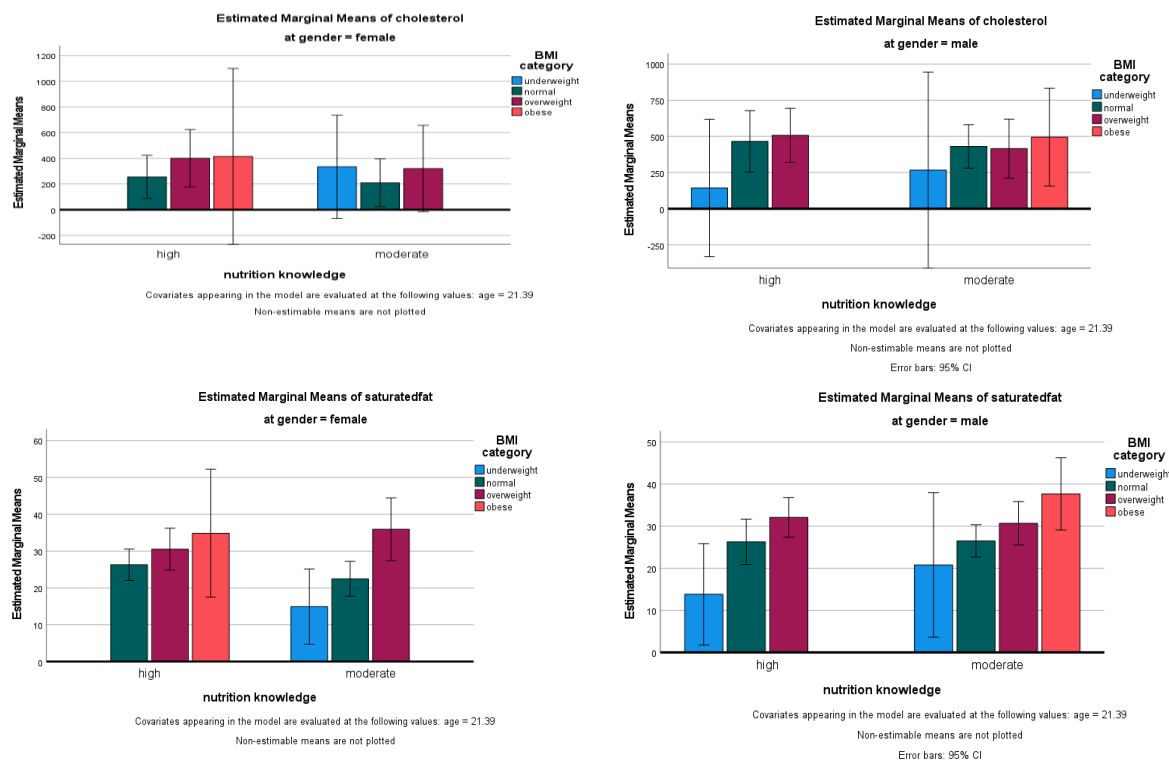 Estimated Marginal Means of cholesterol
at gender = female
BMI
category
underweight
normal
overweight
obese
Estimated Marginal Means
1200
1000
800
600
400
200
0
-200
high
moderate
nutrition knowledge
Covariates appearing in the model are evaluated at the following values: age = 21.39
Non-estimable means are not plotted
Estimated Marginal Means of cholesterol
at gender = male
BMI
category
underweight
normal
overweight
obese
Estimated Marginal Means
1000
750
500
250
0
-250
high
moderate
nutrition knowledge
Covariates appearing in the model are evaluated at the following values: age = 21.39
Non-estimable means are not plotted
Error bars: 95% CI
Estimated Marginal Means of saturatedfat
at gender = female
BMI
category
underweight
normal
overweight
obese
Estimated Marginal Means
60
50
40
30
20
10
0
high
moderate
nutrition knowledge
Covariates appearing in the model are evaluated at the following values: age = 21.39
Non-estimable means are not plotted
Estimated Marginal Means of saturatedfat
at gender = male
BMI
category
underweight
normal
overweight
obese
Estimated Marginal Means
50
40
30
20
10
0
high
moderate
nutrition knowledge
Covariates appearing in the model are evaluated at the following values: age = 21.39
Non-estimable means are not plotted
Error bars: 95% CI